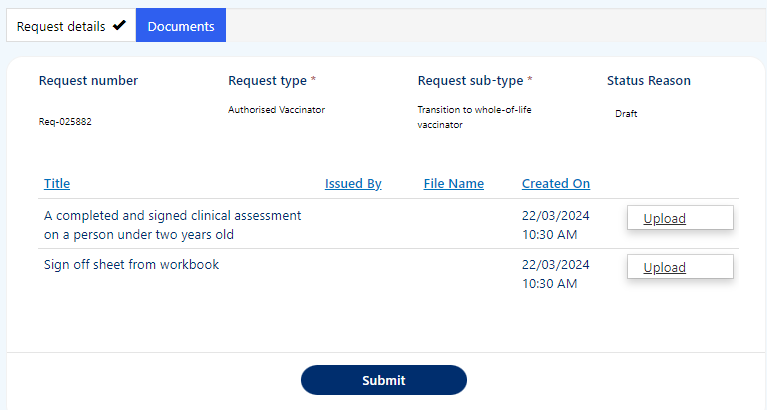 Request details ✔ Documents
Request number Request type * Request sub-type * Status Reason
Req-025882 Authorised Vaccinator Transition to whole-of-life Draft
vaccinator
Title Issued By File Name Created On
A completed and signed clinical assessment 22/03/2024 Upload
on a person under two years old 10:30 AM
Sign off sheet from workbook 22/03/2024 Upload
10:30 AM
Submit